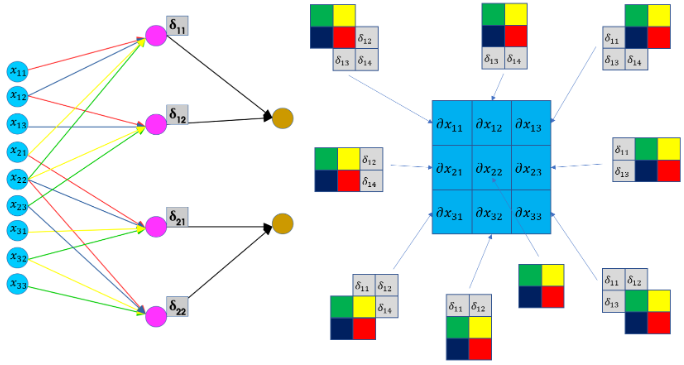 x₁₁
x₁₂
x₁₃
x₂₁
x₂₂
x₂₃
x₃₁
x₃₂
x₃₃
δ₁₁
δ₁₂
δ₂₁
δ₂₂
δ₁₂
δ₁₃ δ₁₄
δ₁₃ δ₁₄
δ₁₁
δ₁₃ δ₁₄
∂x₁₁ ∂x₁₂ ∂x₁₃
∂x₂₁ ∂x₂₂ ∂x₂₃
∂x₃₁ ∂x₃₂ ∂x₃₃
δ₁₂
δ₁₄
δ₁₁
δ₁₃
δ₁₁ δ₁₂
δ₁₄
δ₁₁ δ₁₂
δ₁₁ δ₁₂
δ₁₃